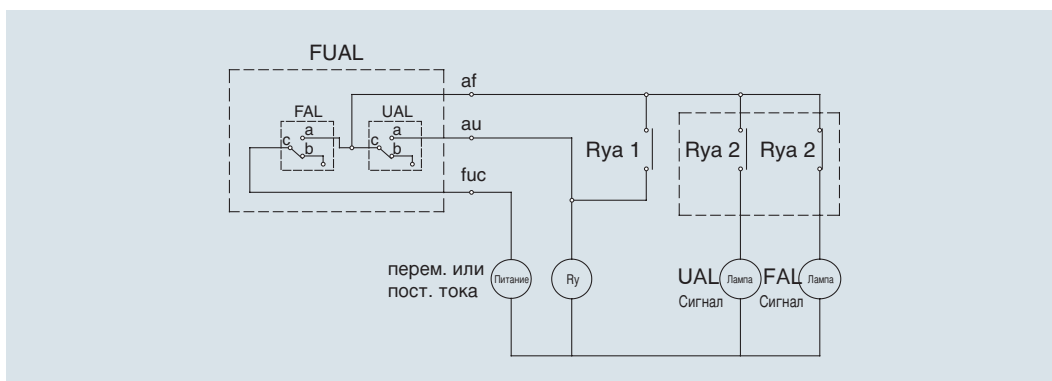 FUAL
af
FAL
UAL
a
c
b
a
c
b
au
fuc
Rya 1
Rya 2
Rya 2
перем. или
пост. тока
Питание
Ry
UAL
Сигнал
Лампа
FAL
Сигнал
Лампа